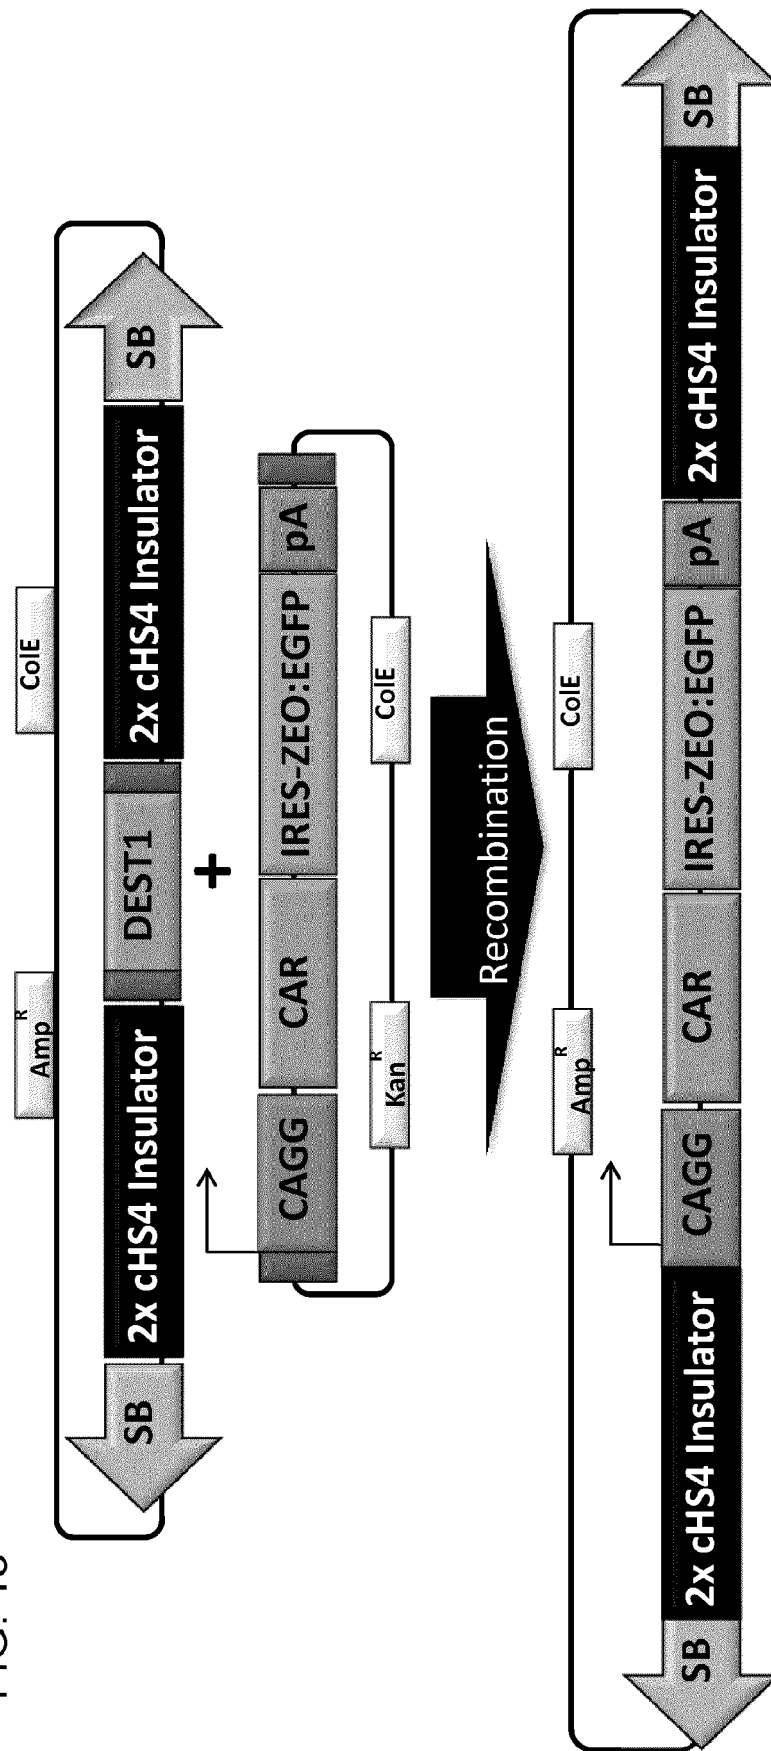 FIG.
Amp^R
ColE
SB
2x cHS4 Insulator
DEST1
2x cHS4 Insulator
SB
+
CAGG
CAR
IRES-ZEO:EGFP
pA
Kan^R
ColE
Recombination
Amp^R
ColE
SB
2x cHS4 Insulator
CAGG
CAR
IRES-ZEO:EGFP
pA
2x cHS4 Insulator
SB